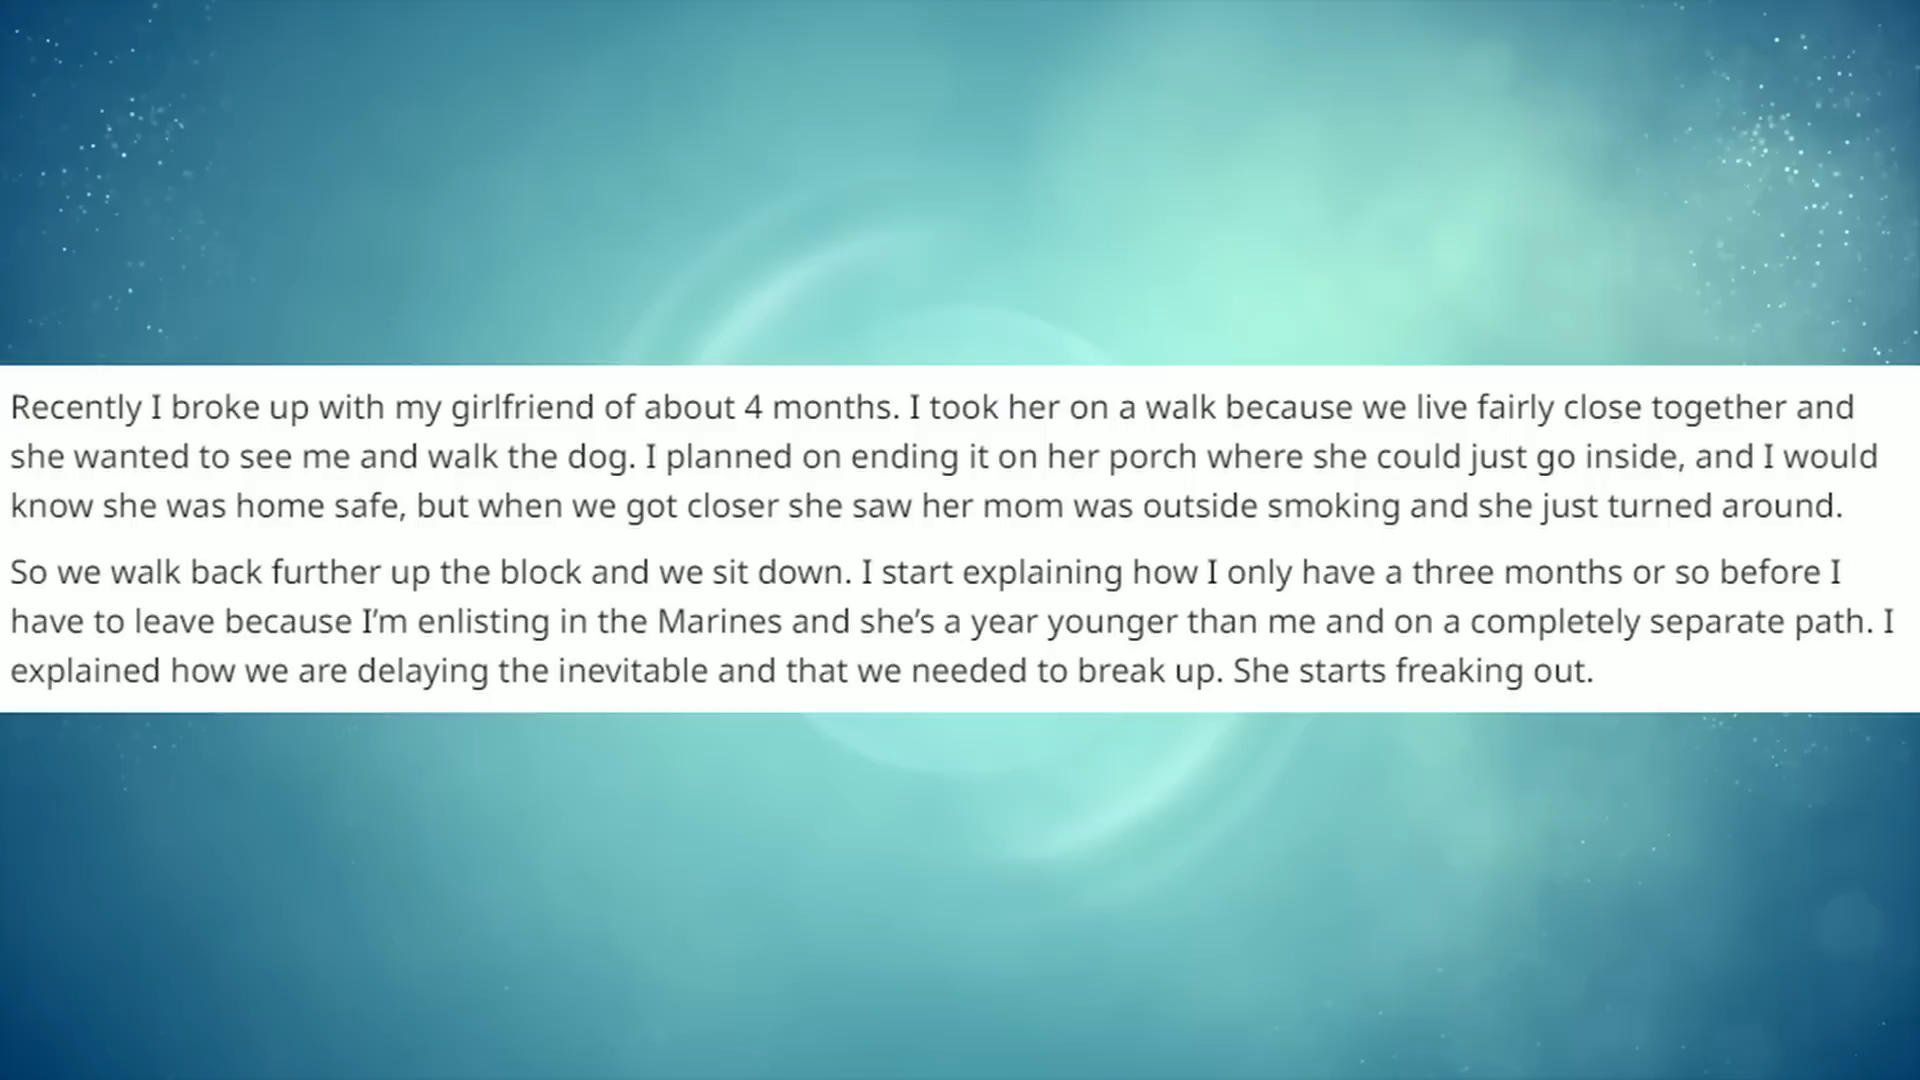 Recently I broke up with my girlfriend of about 4 months. I took her on a walk because we live fairly close together and
she wanted to see me and walk the dog. I planned on ending it on her porch where she could just go inside, and I would
know she was home safe, but when we got closer she saw her mom was outside smoking and she just turned around.
So we walk back further up the block and we sit down. I start explaining how I only have a three months or so before I
have to leave because I’m enlisting in the Marines and she’s a year younger than me and on a completely separate path. I
explained how we are delaying the inevitable and that we needed to break up. She starts freaking out.